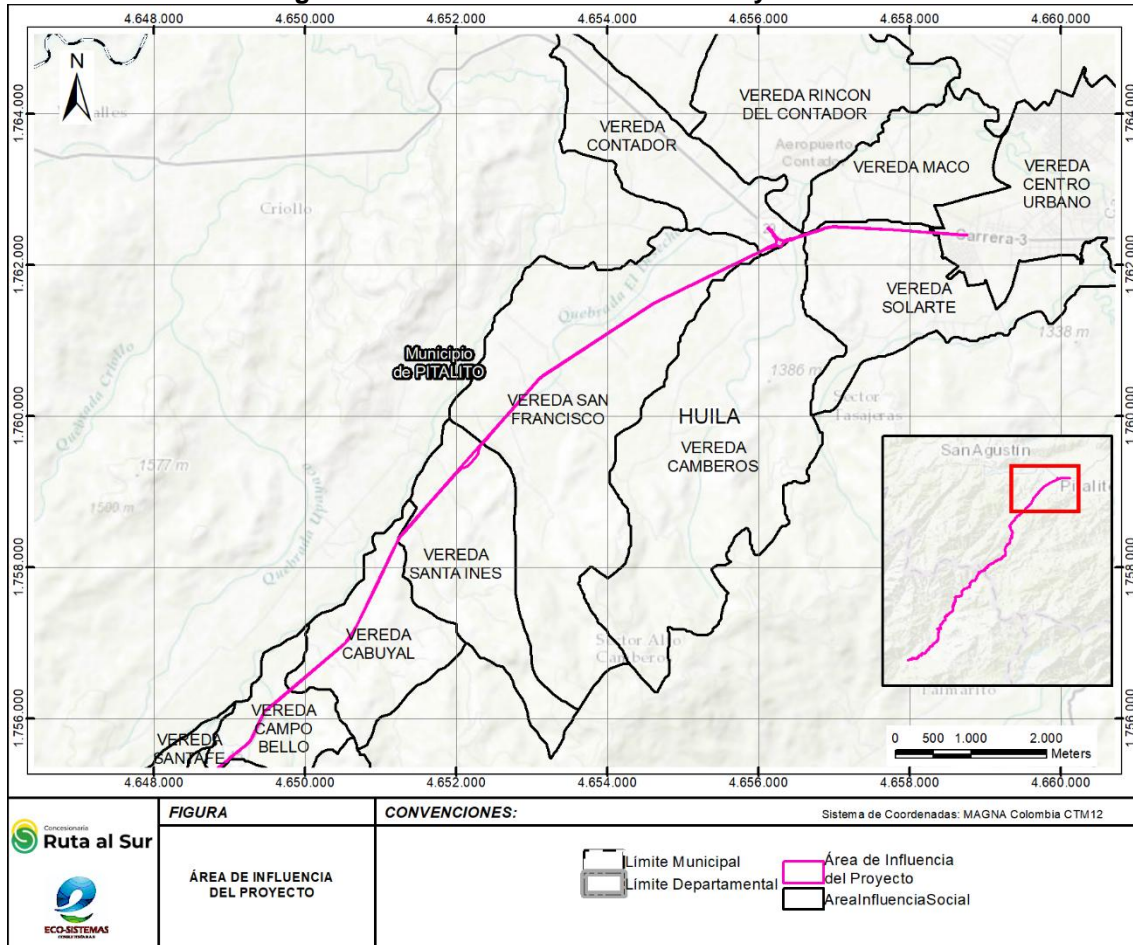 4.648.000 4.650.000 4.652.000 4.654.000 4.656.000 4.658.000 4.660.000
N
1.764.000 1.764.000
VEREDA RINCON
DEL CONTADOR
VEREDA
CONTADOR
Aeropuerto
Contador
VEREDA MACO
VEREDA
CENTRO
URBANO
Criollo
20
Carrera-3
1.762.000 1.762.000
VEREDA
SOLARTE
Quebrada Criollo
Municipio
de PITALITO
1338 m
1386 m
VEREDA SAN
FRANCISCO
HUILA
Sector
Tasajeras
1.760.000 1.760.000
VEREDA
CAMBEROS
1577 m
1500 m
San Agustín
Pitalito
1.758.000 1.758.000
VEREDA
SANTA INES
VEREDA
CABUYAL
Palmarito
1.756.000 1.756.000
VEREDA
CAMPO
BELLO
VEREDA
SANTAFE
0 500 1.000 2.000
Meters
4.648.000 4.650.000 4.652.000 4.654.000 4.656.000 4.658.000 4.660.000
Concesionaria
Ruta al Sur
ECO-SISTEMAS
FIGURA
ÁREA DE INFLUENCIA
DEL PROYECTO
CONVENCIONES:
Sistema de Coordenadas: MAGNA Colombia CTM12
Límite Municipal
Límite Departamental
Área de Influencia
del Proyecto
AreaInfluenciaSocial